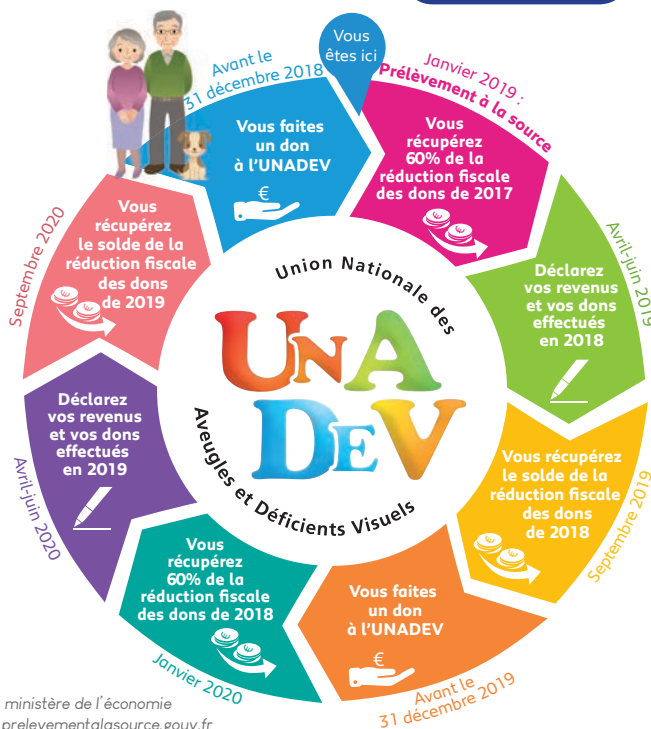 Vous
êtes ici
Avant le
31 décembre 2018
Vous faites
un don
à l'UNADEV
€
Janvier 2019 :
Prélèvement à la source
Vous
récupérez
60% de la
réduction fiscale
des dons de 2017
Avril-juin 2019
Déclarez
vos revenus
et vos dons
effectués
en 2018
Septembre 2019
Vous récupérez
le solde de la
réduction fiscale
des dons
de 2018
Avant le
31 décembre 2019
Vous faites
un don
à l'UNADEV
€
Janvier 2020
Vous
récupérez
60% de la
réduction fiscale
des dons de 2018
Avril-juin 2020
Déclarez
vos revenus
et vos dons
effectués
en 2019
Septembre 2020
Vous
récupérez
le solde de la
réduction fiscale
des dons
de 2019
Union Nationale des
UNA
DEV
Aveugles et Déficients Visuels
ministère de l'économie
prelevementalasource.gouv.fr